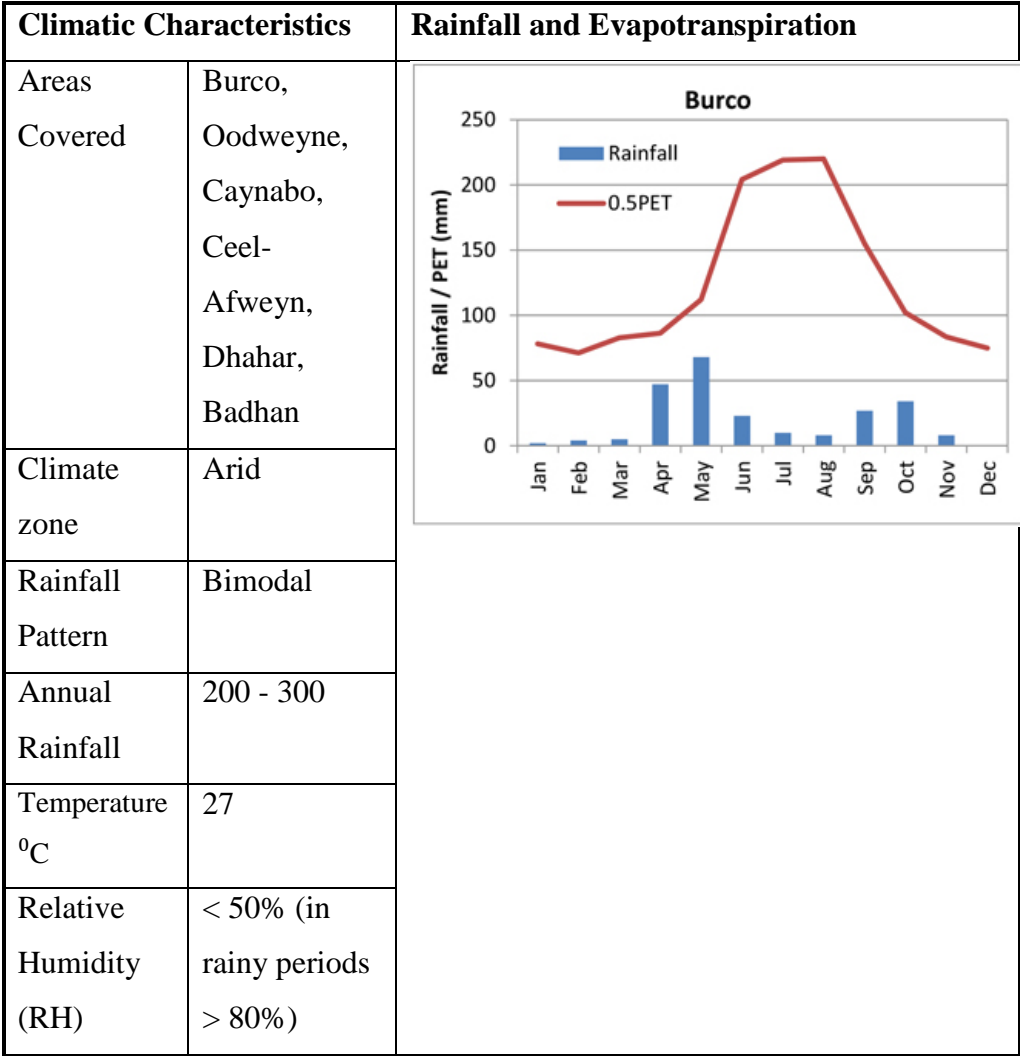 Climatic Characteristics
Rainfall and Evapotranspiration
Areas
Covered
Burco,
Oodweyne,
Caynabo,
Ceel-
Afweyn,
Dhahar,
Badhan
Climate
zone
Arid
Rainfall
Pattern
Bimodal
Annual
Rainfall
200 - 300
Temperature
⁰C
27
Relative
Humidity
(RH)
< 50% (in
rainy periods
> 80%)
Burco
Rainfall / PET (mm)
250
200
150
100
50
0
Rainfall
0.5PET
Jan
Feb
Mar
Apr
May
Jun
Jul
Aug
Sep
Oct
Nov
Dec